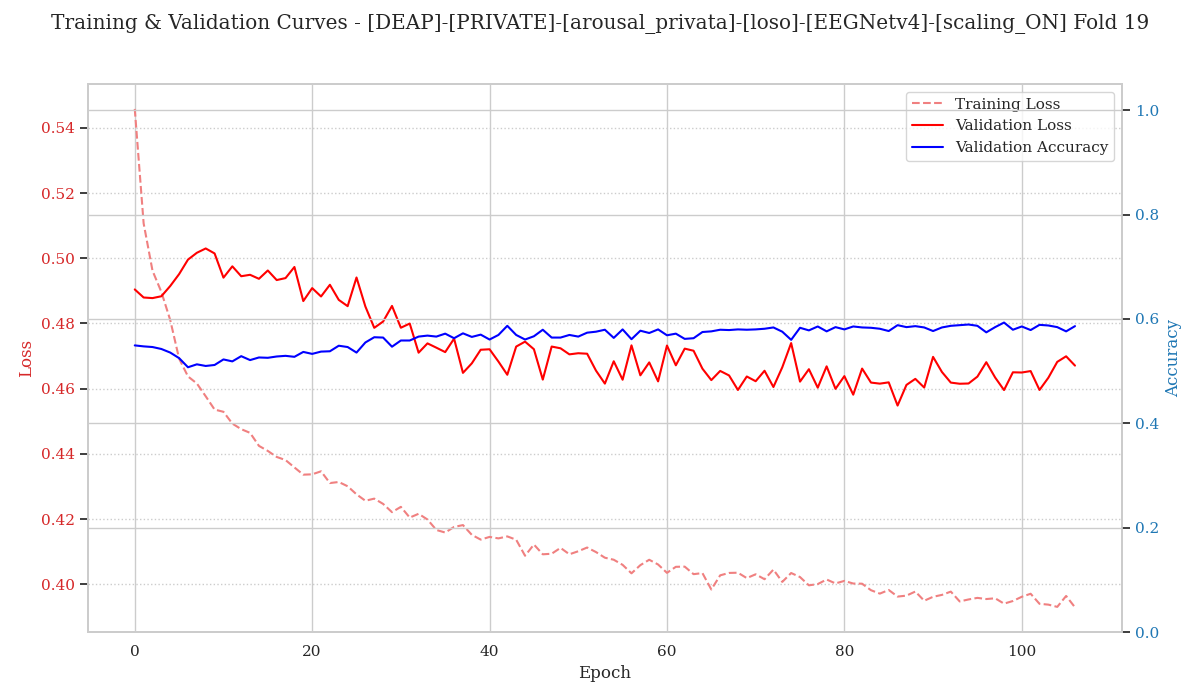 Training & Validation Curves - [DEAP]-[PRIVATE]-[arousal_privata]-[loso]-[EEGNetv4]-[scaling_ON] Fold 19
Training Loss
Validation Loss
Validation Accuracy
Loss
0.54
0.52
0.50
0.48
0.46
0.44
0.42
0.40
1.0
0.8
0.6
0.4
0.2
0.0
Accuracy
0 20 40 60 80 100
Epoch